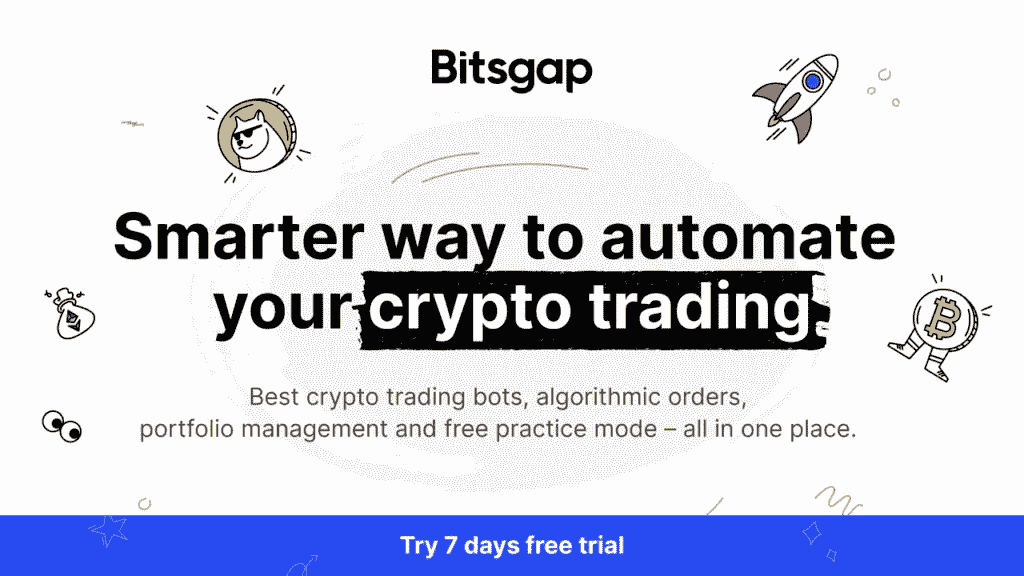 Bitsgap
Smarter way to automate
your crypto trading.
Best crypto trading bots, algorithmic orders,
portfolio management and free practice mode – all in one place.
Try 7 days free trial